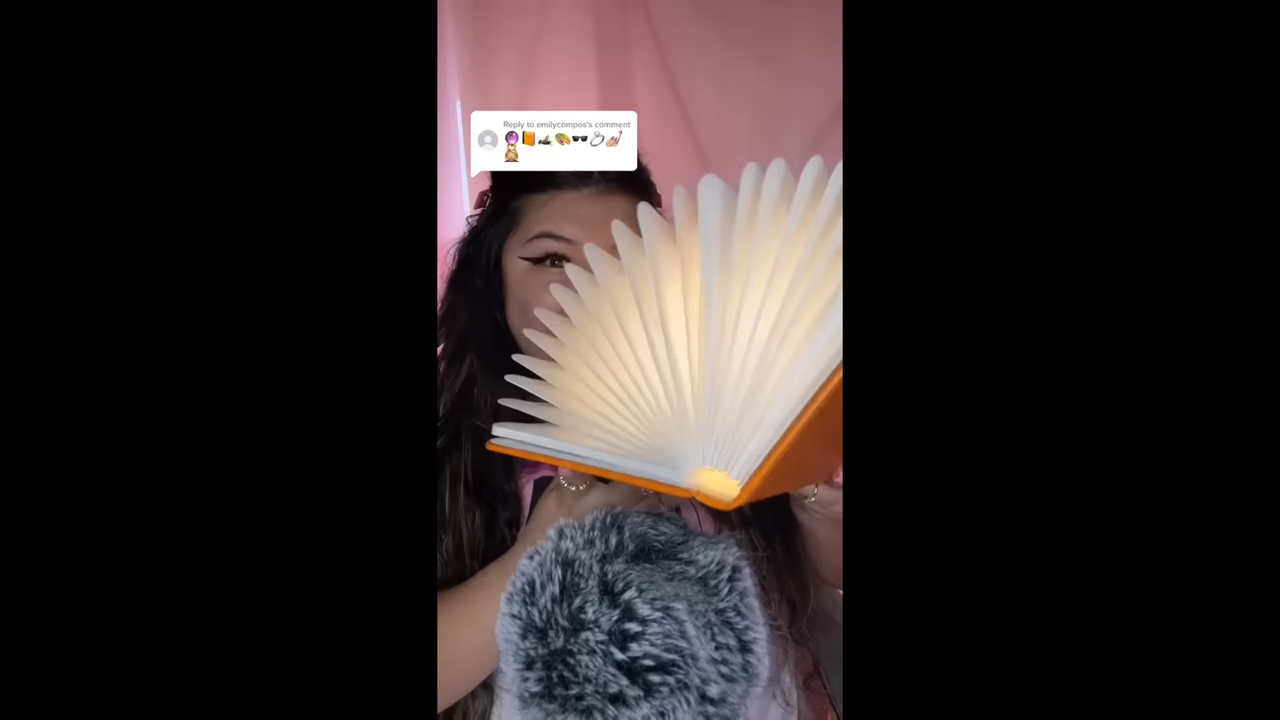 Reply to emilycompos's comment
🔮📙🎿🎨🕶️💍💅🏼